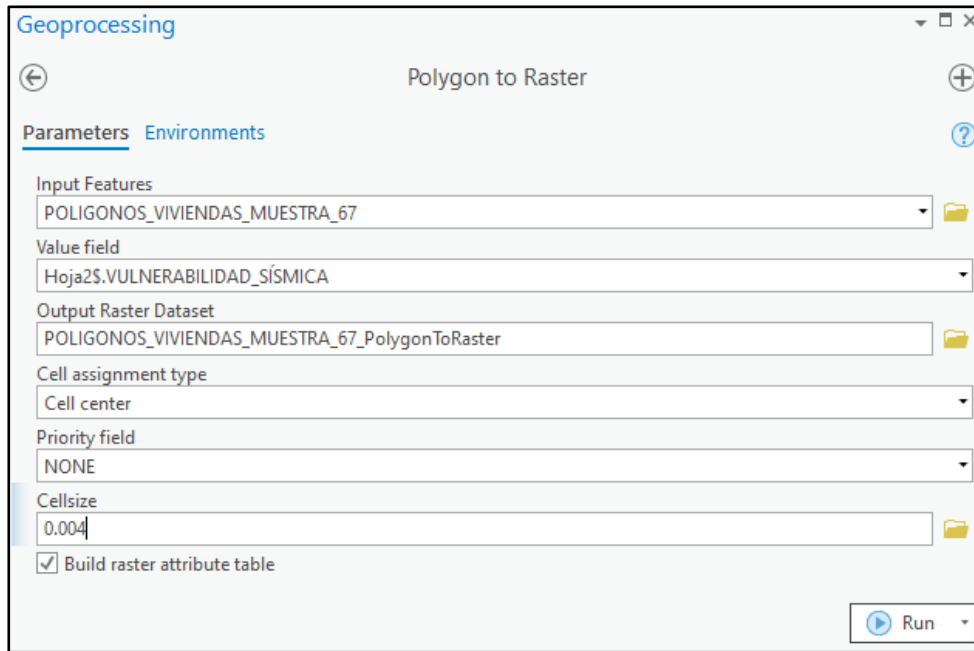 Geoprocessing
Polygon to Raster
Parameters Environments
Input Features
POLIGONOS_VIVIENDAS_MUESTRA_67
Value field
Hoja2$.VULNERABILIDAD_SÍSMICA
Output Raster Dataset
POLIGONOS_VIVIENDAS_MUESTRA_67_PolygonToRaster
Cell assignment type
Cell center
Priority field
NONE
Cellsize
0.004
Build raster attribute table
Run